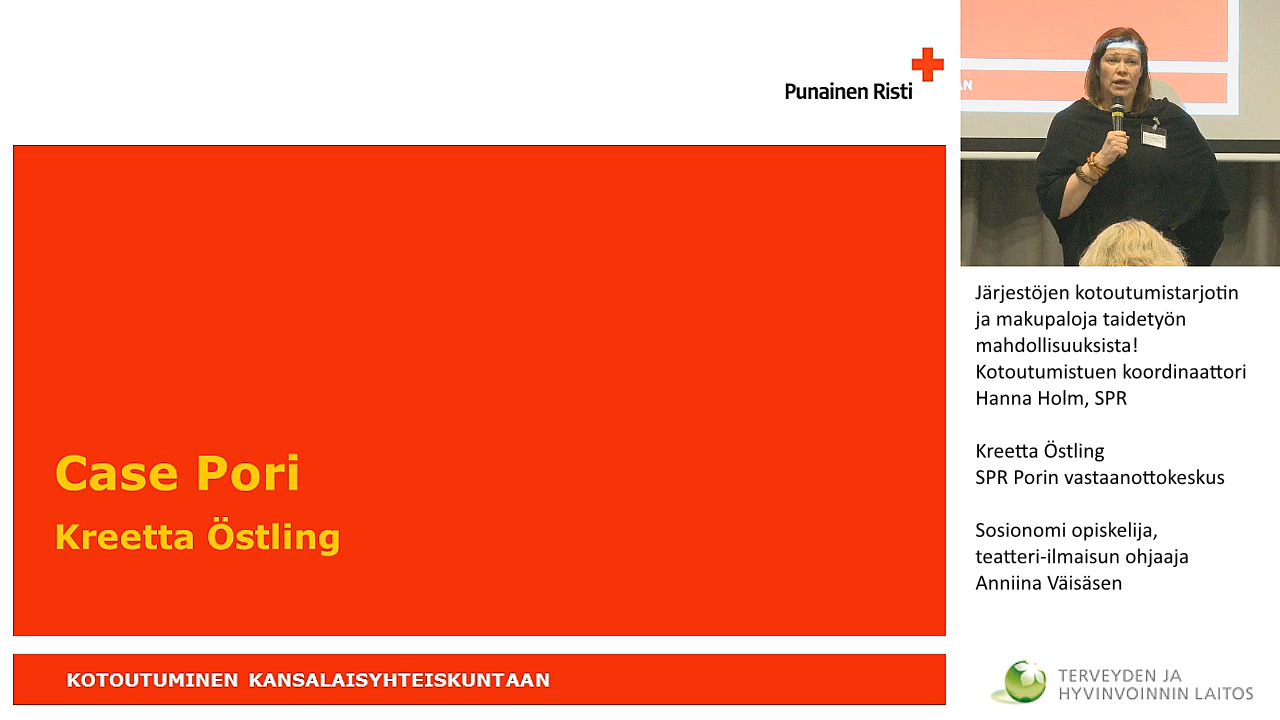 Punainen Risti
Case Pori
Kreetta Östling
KOTOUTUMINEN KANSALAISYHTEISKUNTAAN
AN
Järjestöjen kotoutumistarjotin
ja makupaloja taidetyön
mahdollisuuksista!
Kotoutumistuen koordinaattori
Hanna Holm, SPR
Kreetta Östling
SPR Porin vastaanottokeskus
Sosionomi opiskelija,
teatteri-ilmaisun ohjaaja
Anniina Väisäsen
TERVEYDEN JA
HYVINVOINNIN LAITOS